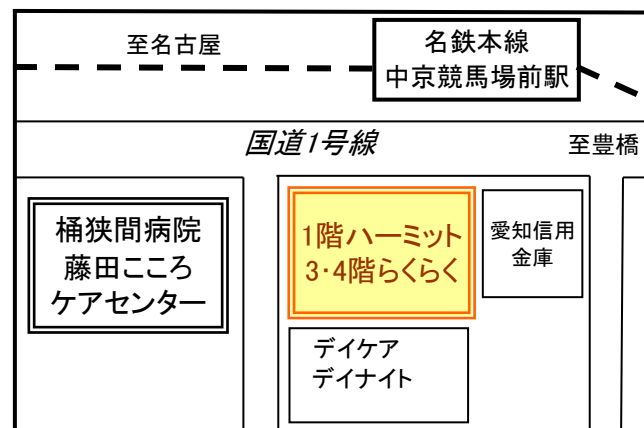 至名古屋
名鉄本線
中京競馬場前駅
国道1号線
至豊橋
桶狭間病院
藤田こころ
ケアセンター
1階ハーミット
3・4階らくらく
愛知信用
金庫
デイケア
デイナイト